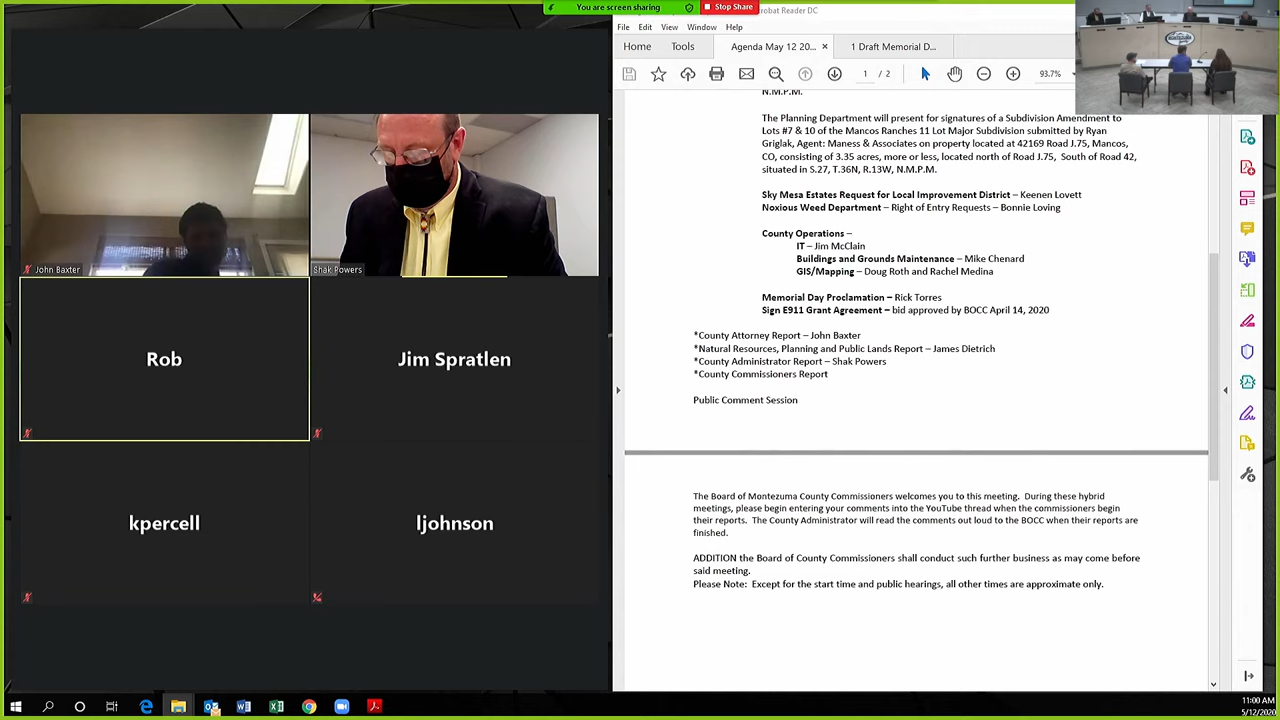 You are screen sharing
Stop Share
obat Reader DC
File Edit View Window Help
Home Tools Agenda May 12 20... × 1 Draft Memorial D...
1 / 2 93.7%
MONTEZUMA
N.M.P.M.
The Planning Department will present for signatures of a Subdivision Amendment to
Lots #7 & 10 of the Mancos Ranches 11 Lot Major Subdivision submitted by Ryan
Griglak, Agent: Maness & Associates on property located at 42169 Road J.75, Mancos,
CO, consisting of 3.35 acres, more or less, located north of Road J.75, South of Road 42,
situated in S.27, T.36N, R.13W, N.M.P.M.
Sky Mesa Estates Request for Local Improvement District – Keenen Lovett
Noxious Weed Department – Right of Entry Requests – Bonnie Loving
County Operations –
IT – Jim McClain
Buildings and Grounds Maintenance – Mike Chenard
GIS/Mapping – Doug Roth and Rachel Medina
Memorial Day Proclamation – Rick Torres
Sign E911 Grant Agreement – bid approved by BOCC April 14, 2020
*County Attorney Report – John Baxter
*Natural Resources, Planning and Public Lands Report – James Dietrich
*County Administrator Report – Shak Powers
*County Commissioners Report
Public Comment Session
The Board of Montezuma County Commissioners welcomes you to this meeting. During these hybrid
meetings, please begin entering your comments into the YouTube thread when the commissioners begin
their reports. The County Administrator will read the comments out loud to the BOCC when their reports are
finished.
ADDITION the Board of County Commissioners shall conduct such further business as may come before
said meeting.
Please Note: Except for the start time and public hearings, all other times are approximate only.
John Baxter
Shak Powers
Rob
Jim Spratlen
kpercell
ljohnson
11:00 AM
5/12/2020